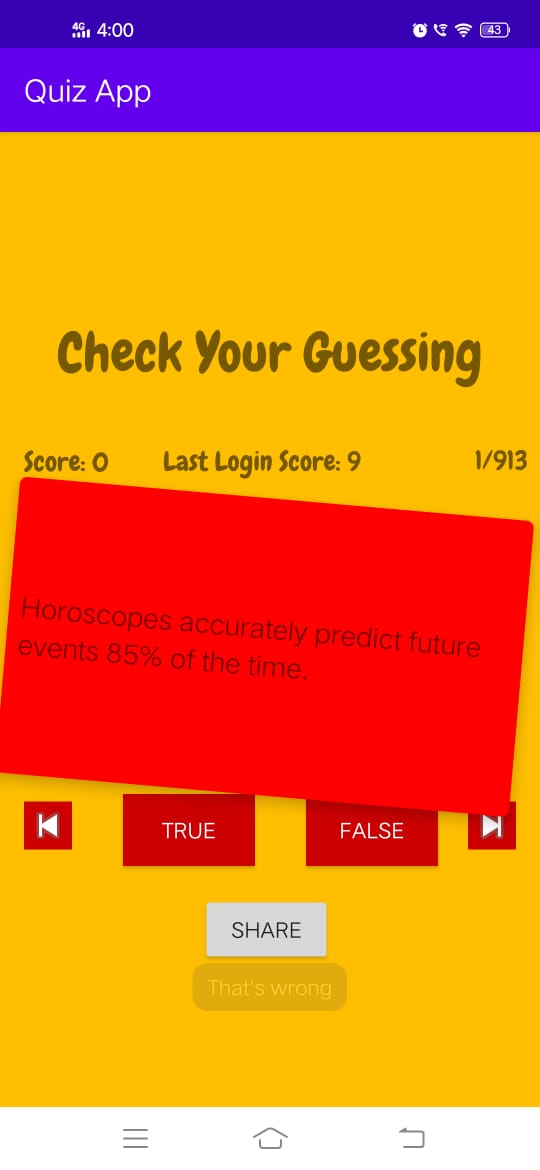 4G 4:00 43
Quiz App
Check Your Guessing
Score: 0 Last Login Score: 9 1/913
Horoscopes accurately predict future
events 85% of the time.
TRUE FALSE
SHARE
That's wrong